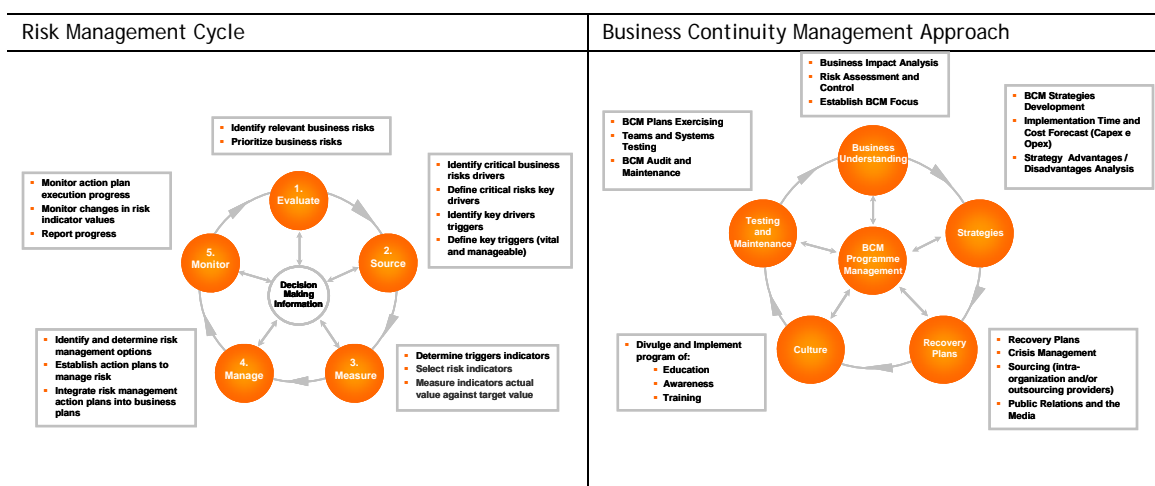 Risk Management Cycle
Identify relevant business risks
Prioritize business risks
Monitor action plan
execution progress
Monitor changes in risk
indicator values
Report progress
Identify critical business
risks drivers
Define critical risks key
drivers
Identify key drivers
triggers
Define key triggers (vital
and manageable)
1.
Evaluate
2.
Source
3.
Measure
4.
Manage
5.
Monitor
Decision
Making
Information
Identify and determine risk
management options
Establish action plans to
manage risk
Integrate risk management
action plans into business
plans
Determine triggers indicators
Select risk indicators
Measure indicators actual
value against target value
Business Continuity Management Approach
Business Impact Analysis
Risk Assessment and
Control
Establish BCM Focus
BCM Plans Exercising
Teams and Systems
Testing
BCM Audit and
Maintenance
BCM Strategies
Development
Implementation Time and
Cost Forecast (Capex e
Opex)
Strategy Advantages /
Disadvantages Analysis
Business
Understanding
Strategies
Recovery
Plans
Culture
Testing
and
Maintenance
BCM
Programme
Management
Divulge and Implement
program of:
Education
Awareness
Training
Recovery Plans
Crisis Management
Sourcing (intra-
organization and/or
outsourcing providers)
Public Relations and the
Media